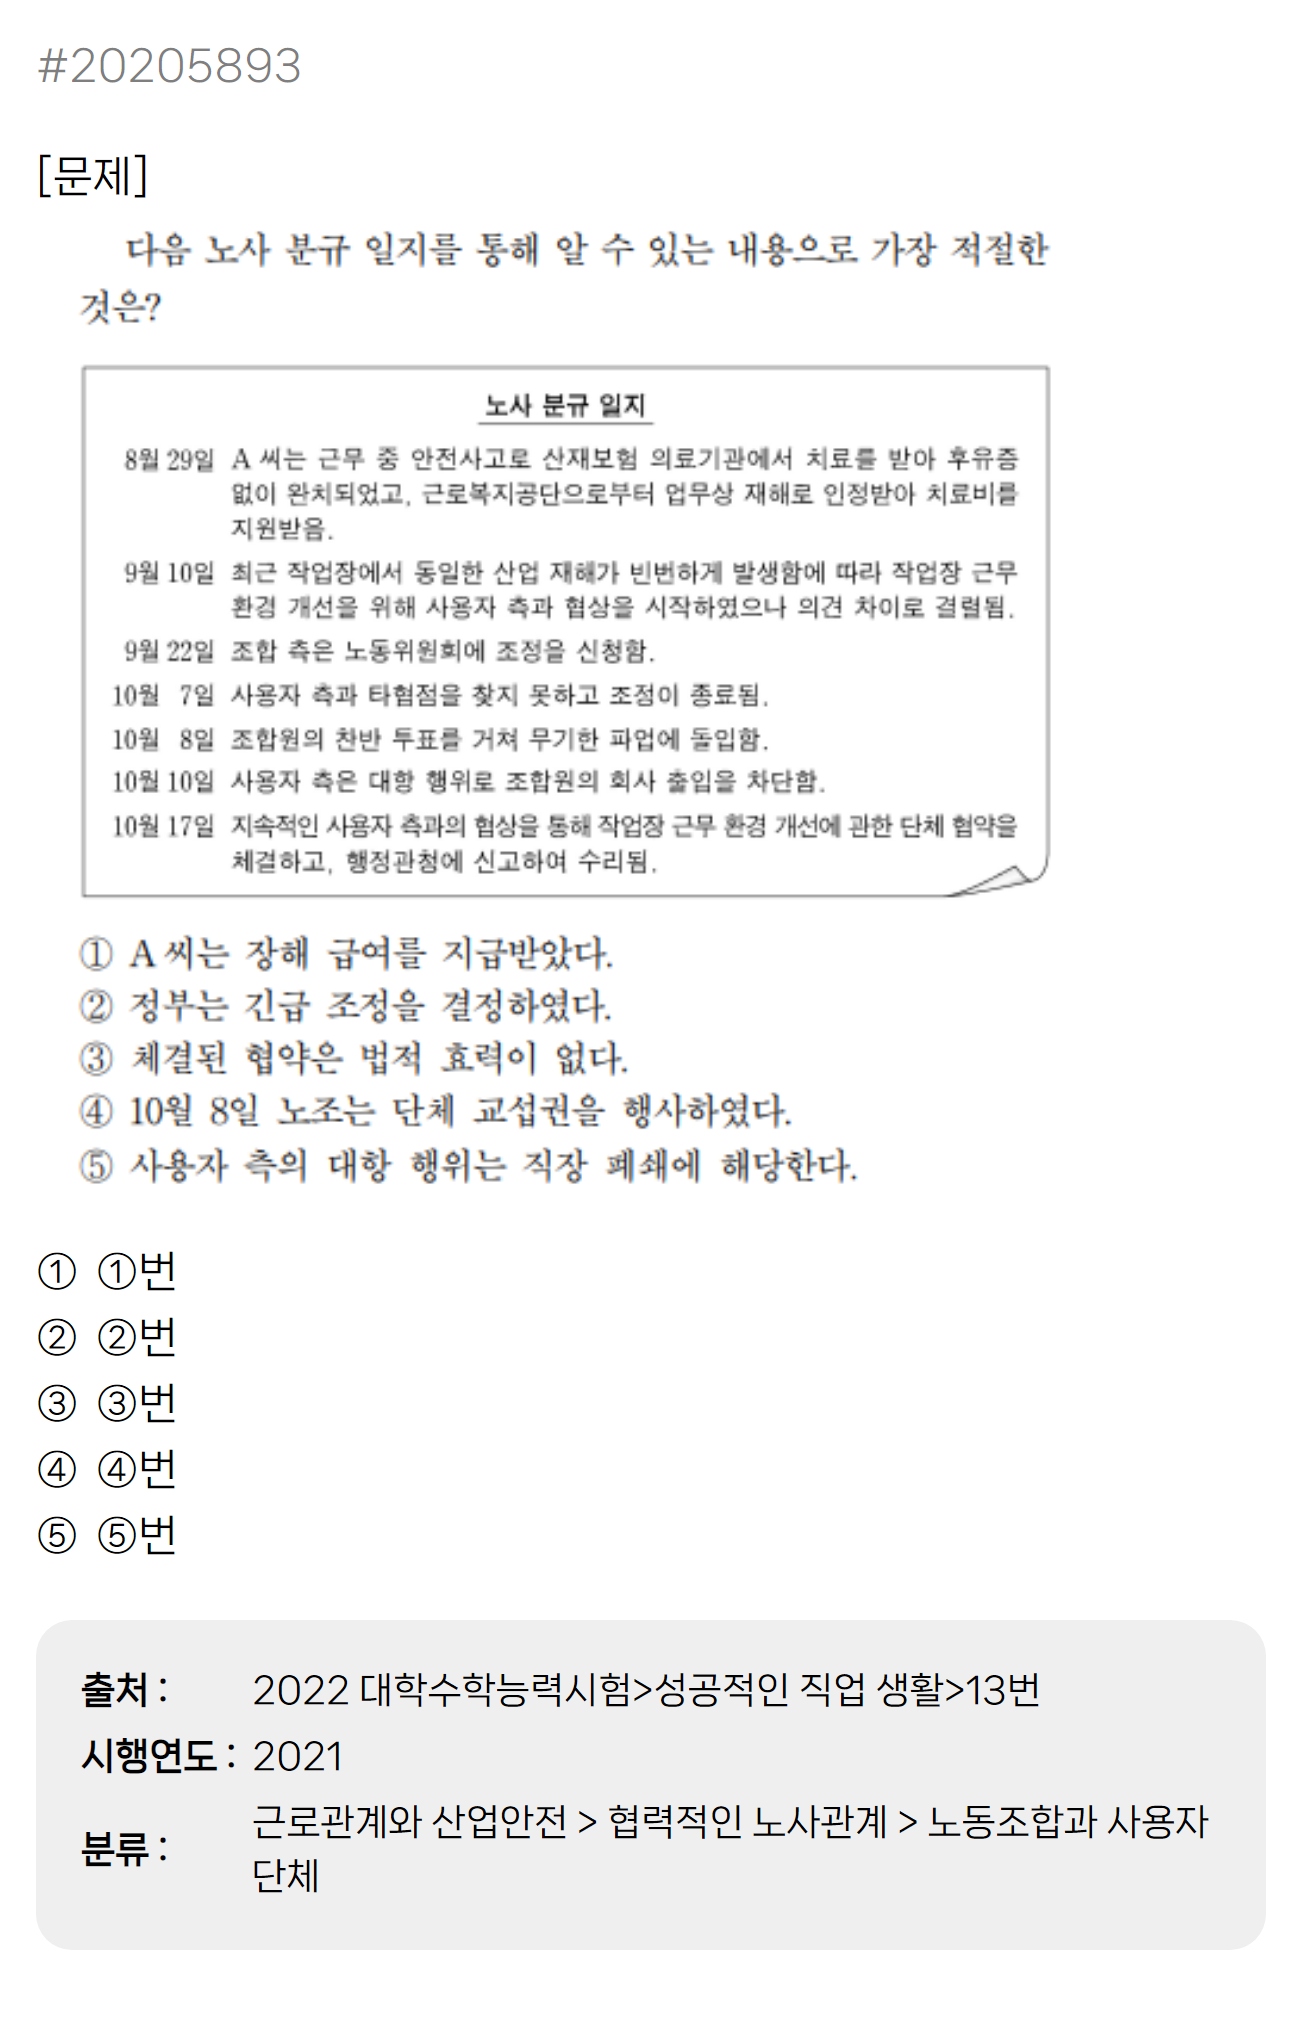 #20205893
[문제]
다음 노사 분규 일지를 통해 알 수 있는 내용으로 가장 적절한
것은?
노사 분규 일지
8월 29일 A 씨는 근무 중 안전사고로 산재보험 의료기관에서 치료를 받아 후유증
없이 완치되었고, 근로복지공단으로부터 업무상 재해로 인정받아 치료비를
지원받음.
9월 10일 최근 작업장에서 동일한 산업 재해가 빈번하게 발생함에 따라 작업장 근무
환경 개선을 위해 사용자 측과 협상을 시작하였으나 의견 차이로 결렬됨.
9월 22일 조합 측은 노동위원회에 조정을 신청함.
10월 7일 사용자 측과 타협점을 찾지 못하고 조정이 종료됨.
10월 8일 조합원의 찬반 투표를 거쳐 무기한 파업에 돌입함.
10월 10일 사용자 측은 대항 행위로 조합원의 회사 출입을 차단함.
10월 17일 지속적인 사용자 측과의 협상을 통해 작업장 근무 환경 개선에 관한 단체 협약을
체결하고, 행정관청에 신고하여 수리됨.
① A 씨는 장해 급여를 지급받았다.
② 정부는 긴급 조정을 결정하였다.
③ 체결된 협약은 법적 효력이 없다.
④ 10월 8일 노조는 단체 교섭권을 행사하였다.
⑤ 사용자 측의 대항 행위는 직장 폐쇄에 해당한다.
① ①번
② ②번
③ ③번
④ ④번
⑤ ⑤번
출처 : 2022 대학수학능력시험>성공적인 직업 생활>13번
시행연도 : 2021
분류 : 근로관계와 산업안전 > 협력적인 노사관계 > 노동조합과 사용자
단체